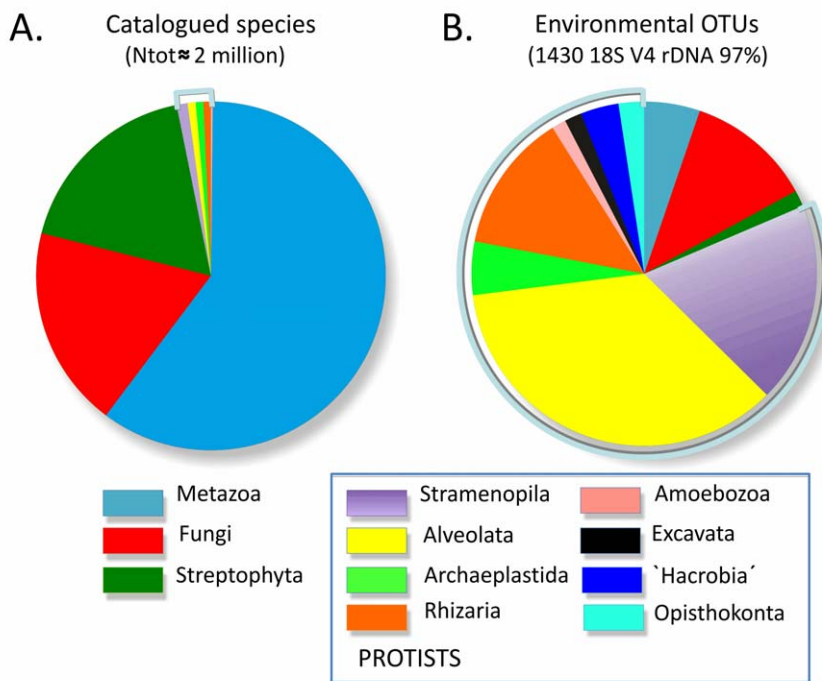 A.
Catalogued species
(Ntot≈ 2 million)
B.
Environmental OTUs
(1430 18S V4 rDNA 97%)
Metazoa
Fungi
Streptophyta
Stramenopila
Alveolata
Archaeplastida
Rhizaria
Amoebozoa
Excavata
`Hacrobia´
Opisthokonta
PROTISTS